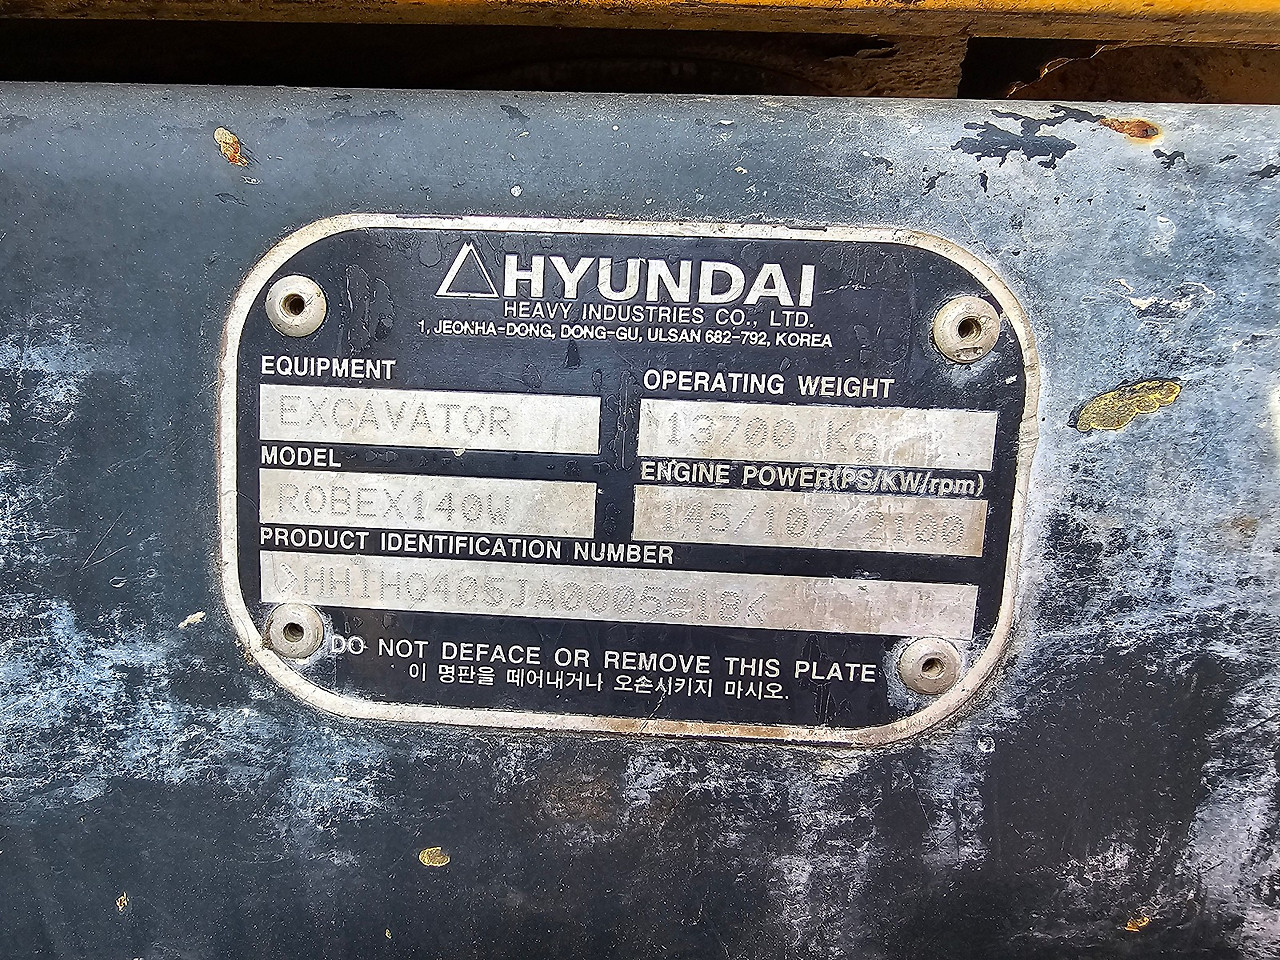 HYUNDAI
HEAVY INDUSTRIES CO., LTD.
1, JEONHA-DONG, DONG-GU, ULSAN 682-792, KOREA
EQUIPMENT
EXCAVATOR
OPERATING WEIGHT
13700 Kg
MODEL
ROBEX140W
ENGINE POWER(PS/KW/rpm)
145/107/2100
PRODUCT IDENTIFICATION NUMBER
DO NOT DEFACE OR REMOVE THIS PLATE
이 명판을 떼어내거나 오손시키지 마시오.